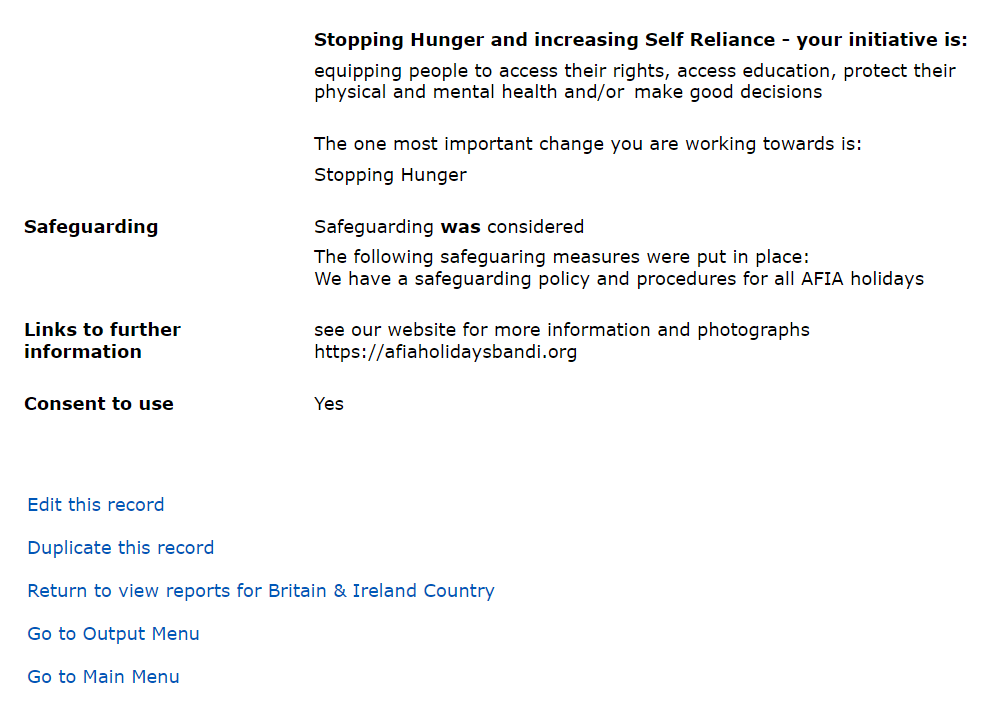 Stopping Hunger and increasing Self Reliance - your initiative is:
equipping people to access their rights, access education, protect their
physical and mental health and/or make good decisions
The one most important change you are working towards is:
Stopping Hunger
Safeguarding
Safeguarding was considered
The following safeguaring measures were put in place:
We have a safeguarding policy and procedures for all AFIA holidays
Links to further
information
see our website for more information and photographs
https://afiaholidaysbandi.org
Consent to use
Yes
Edit this record
Duplicate this record
Return to view reports for Britain & Ireland Country
Go to Output Menu
Go to Main Menu